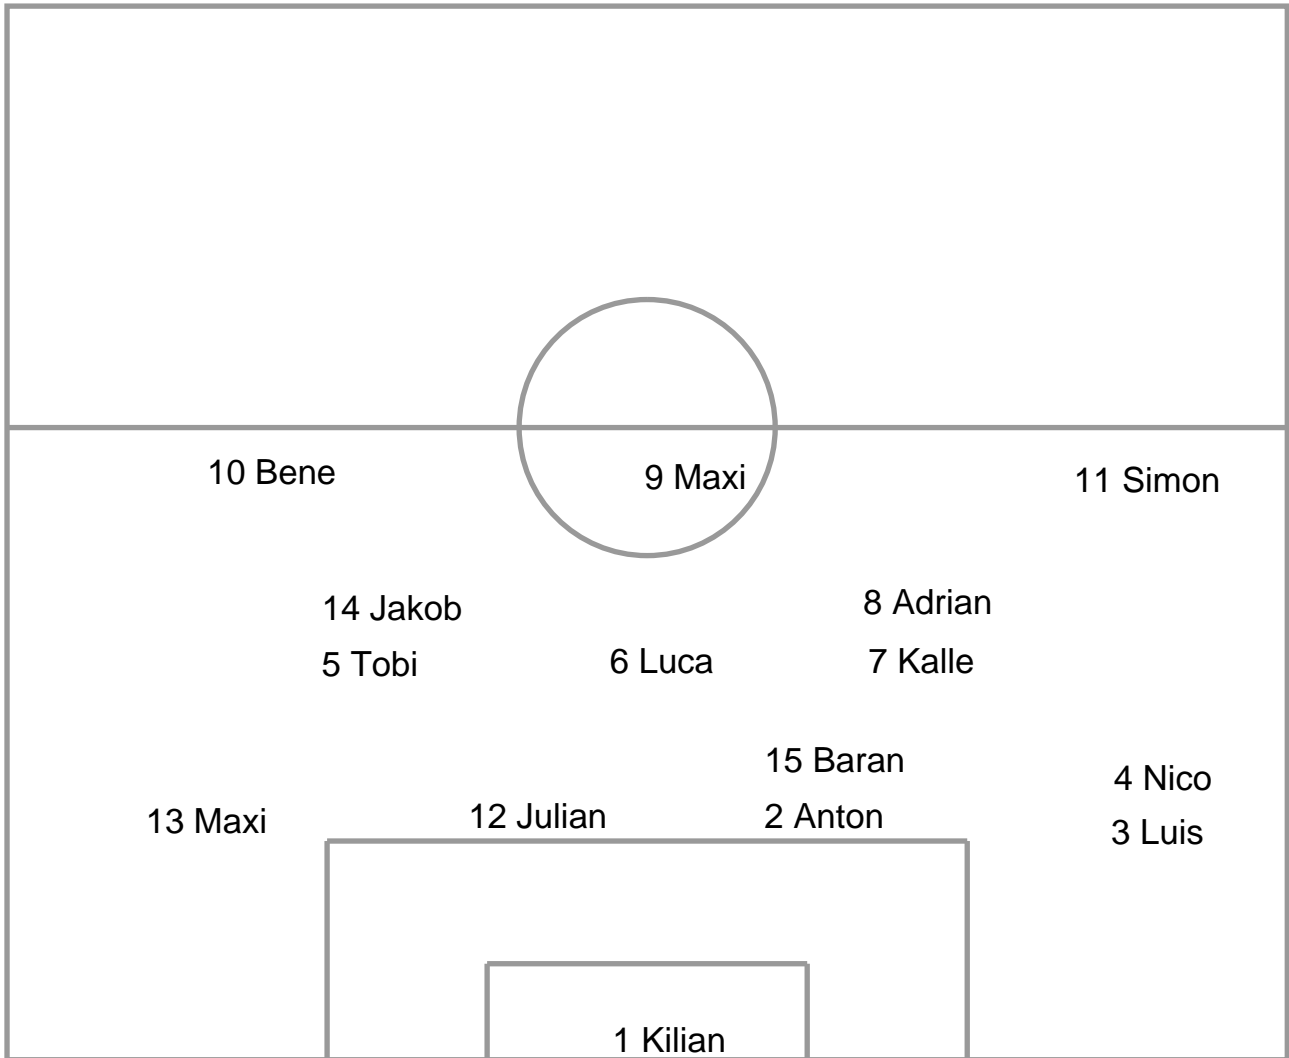 10 Bene
9 Maxi
11 Simon
14 Jakob
8 Adrian
5 Tobi
6 Luca
7 Kalle
15 Baran
4 Nico
13 Maxi
12 Julian
2 Anton
3 Luis
1 Kilian